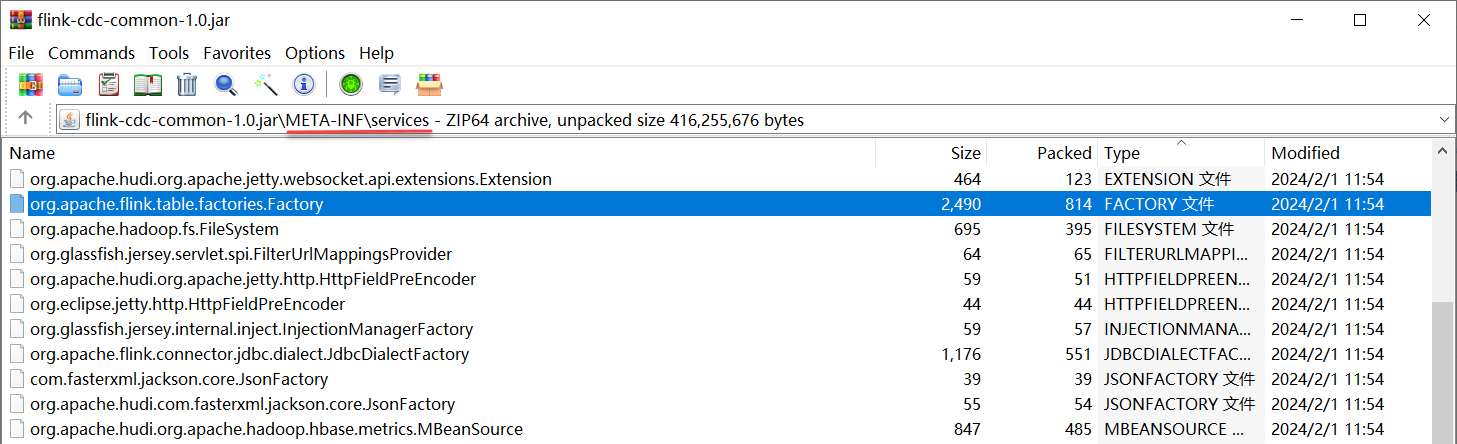 flink-cdc-common-1.0.jar
File Commands Tools Favorites Options Help
flink-cdc-common-1.0.jar\META-INF\services - ZIP64 archive, unpacked size 416,255,676 bytes
Name Size Packed Type Modified
org.apache.hudi.org.apache.jetty.websocket.api.extensions.Extension 464 123 EXTENSION 文件 2024/2/1 11:54
org.apache.flink.table.factories.Factory 2,490 814 FACTORY 文件 2024/2/1 11:54
org.apache.hadoop.fs.FileSystem 695 395 FILESYSTEM 文件 2024/2/1 11:54
org.glassfish.jersey.servlet.spi.FilterUrlMappingsProvider 64 65 FILTERURLMAPPI... 2024/2/1 11:54
org.apache.hudi.org.apache.jetty.http.HttpFieldPreEncoder 59 51 HTTPFIELDPREEN... 2024/2/1 11:54
org.eclipse.jetty.http.HttpFieldPreEncoder 44 44 HTTPFIELDPREEN... 2024/2/1 11:54
org.glassfish.jersey.internal.inject.InjectionManagerFactory 59 57 INJECTIONMANA... 2024/2/1 11:54
org.apache.flink.connector.jdbc.dialect.JdbcDialectFactory 1,176 551 JDBCDIALECTFAC... 2024/2/1 11:54
com.fasterxml.jackson.core.JsonFactory 39 39 JSONFACTORY 文件 2024/2/1 11:54
org.apache.hudi.com.fasterxml.jackson.core.JsonFactory 55 54 JSONFACTORY 文件 2024/2/1 11:54
org.apache.hudi.org.apache.hadoop.hbase.metrics.MBeanSource 847 485 MBEANSOURCE ... 2024/2/1 11:54